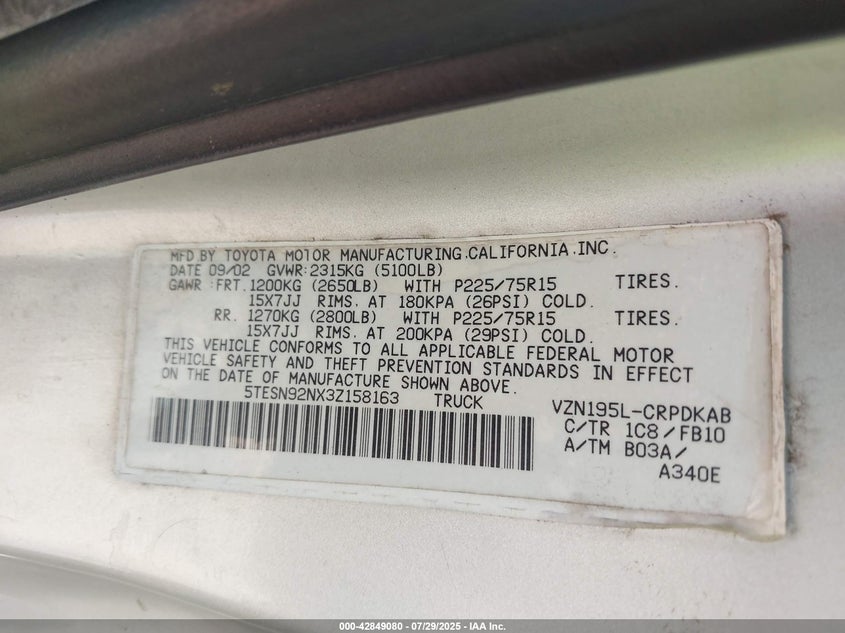 MFD BY TOYOTA MOTOR MANUFACTURING.CALIFORNIA.INC.
DATE 09/02 GVWR:2315KG (5100LB)
GAWR:FRT.1200KG (2650LB) WITH P225/75R15 TIRES.
15X7JJ RIMS. AT 180KPA (26PSI) COLD.
RR. 1270KG (2800LB) WITH P225/75R15 TIRES.
15X7JJ RIMS. AT 200KPA (29PSI) COLD.
THIS VEHICLE CONFORMS TO ALL APPLICABLE FEDERAL MOTOR
VEHICLE SAFETY AND THEFT PREVENTION STANDARDS IN EFFECT
ON THE DATE OF MANUFACTURE SHOWN ABOVE.
5TESN92NX3Z158163 TRUCK VZN195L-CRPDKAB
C/TR 1C8/FB10
A/TM B03A/
A340E
000-42849080 - 07/29/2025 - IAA Inc.